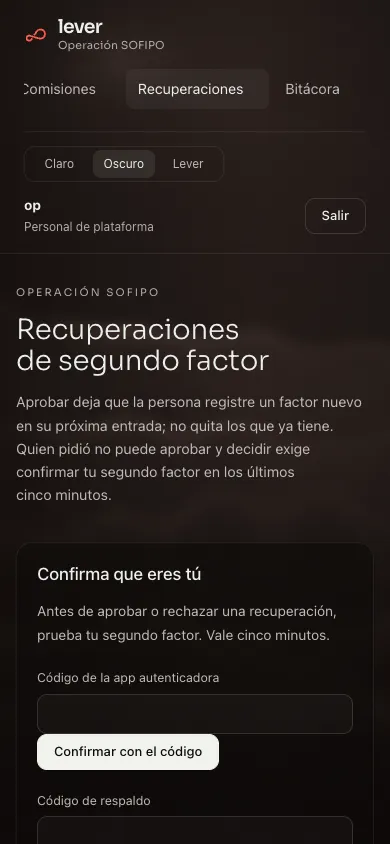 lever
Operación SOFIPO
Comisiones Recuperaciones Bitácora
Claro Oscuro Lever
op
Personal de plataforma
Salir
OPERACIÓN SOFIPO
Recuperaciones
de segundo factor
Aprobar deja que la persona registre un factor nuevo
en su próxima entrada; no quita los que ya tiene.
Quien pidió no puede aprobar y decidir exige
confirmar tu segundo factor en los últimos
cinco minutos.
Confirma que eres tú
Antes de aprobar o rechazar una recuperación,
prueba tu segundo factor. Vale cinco minutos.
Código de la app autenticadora
Confirmar con el código
Código de respaldo